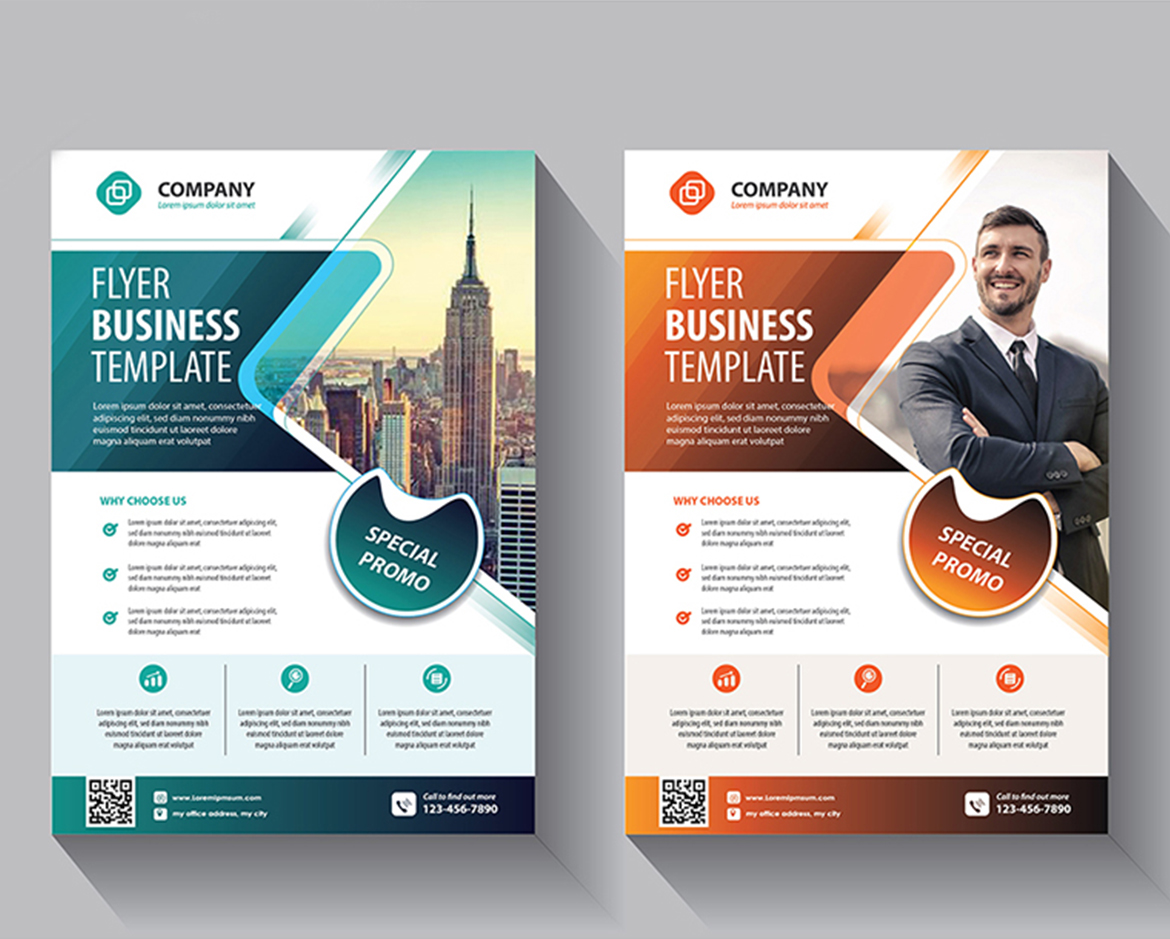 COMPANY
Lorem ipsum dolor sit amet
FLYER
BUSINESS
TEMPLATE
Lorem ipsum dolor sit amet, consectetuer
adipiscing elit, sed diam nonummy nibh
euismod tincidunt ut laoreet dolore
magna aliquam erat volutpat
WHY CHOOSE US
Lorem ipsum dolor sit amet, consectetuer adipiscing elit,
sed diam nonummy nibh euismod tincidunt ut laoreet
dolore magna aliquam erat
Lorem ipsum dolor sit amet, consectetuer adipiscing elit,
sed diam nonummy nibh euismod tincidunt ut laoreet
dolore magna aliquam erat
Lorem ipsum dolor sit amet, consectetuer adipiscing elit,
sed diam nonummy nibh euismod tincidunt ut laoreet
dolore magna aliquam erat
SPECIAL
PROMO
Lorem ipsum dolor sit amet, consectetuer
adipiscing elit, sed diam nonummy nibh
euismod tincidunt ut laoreet dolore
magna aliquam erat volutpat
Lorem ipsum dolor sit amet, consectetuer
adipiscing elit, sed diam nonummy nibh
euismod tincidunt ut laoreet dolore
magna aliquam erat volutpat
Lorem ipsum dolor sit amet, consectetuer
adipiscing elit, sed diam nonummy nibh
euismod tincidunt ut laoreet dolore
magna aliquam erat volutpat
www.LoremIpmsum.com
my office address, my city
Call to find out more
123-456-7890
COMPANY
Lorem ipsum dolor sit amet
FLYER
BUSINESS
TEMPLATE
Lorem ipsum dolor sit amet, consectetuer
adipiscing elit, sed diam nonummy nibh
euismod tincidunt ut laoreet dolore
magna aliquam erat volutpat
WHY CHOOSE US
Lorem ipsum dolor sit amet, consectetuer adipiscing elit,
sed diam nonummy nibh euismod tincidunt ut laoreet
dolore magna aliquam erat
Lorem ipsum dolor sit amet, consectetuer adipiscing elit,
sed diam nonummy nibh euismod tincidunt ut laoreet
dolore magna aliquam erat
Lorem ipsum dolor sit amet, consectetuer adipiscing elit,
sed diam nonummy nibh euismod tincidunt ut laoreet
dolore magna aliquam erat
SPECIAL
PROMO
Lorem ipsum dolor sit amet, consectetuer
adipiscing elit, sed diam nonummy nibh
euismod tincidunt ut laoreet dolore
magna aliquam erat volutpat
Lorem ipsum dolor sit amet, consectetuer
adipiscing elit, sed diam nonummy nibh
euismod tincidunt ut laoreet dolore
magna aliquam erat volutpat
Lorem ipsum dolor sit amet, consectetuer
adipiscing elit, sed diam nonummy nibh
euismod tincidunt ut laoreet dolore
magna aliquam erat volutpat
www.LoremIpmsum.com
my office address, my city
Call to find out more
123-456-7890